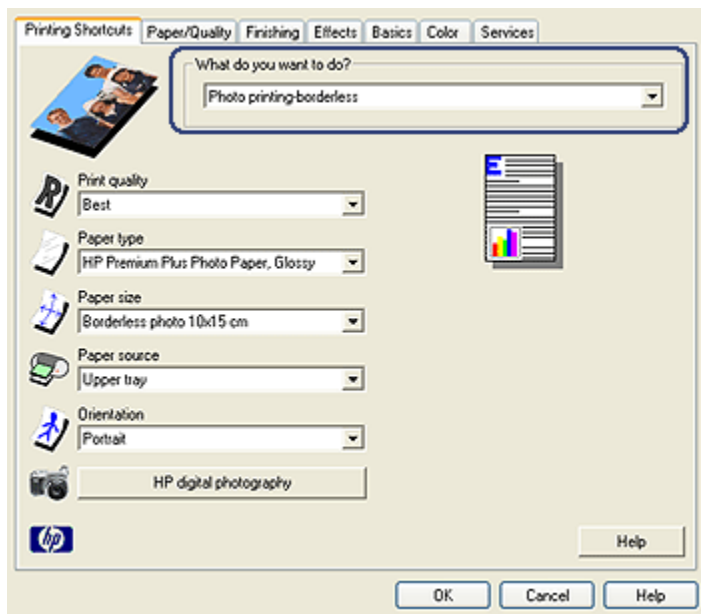 Printing Shortcuts Paper/Quality Finishing Effects Basics Color Services
What do you want to do?
Photo printing-borderless
Print quality
Best
Paper type
HP Premium Plus Photo Paper, Glossy
Paper size
Borderless photo 10x15 cm
Paper source
Upper tray
Orientation
Portrait
HP digital photography
hp
Help
OK Cancel Help